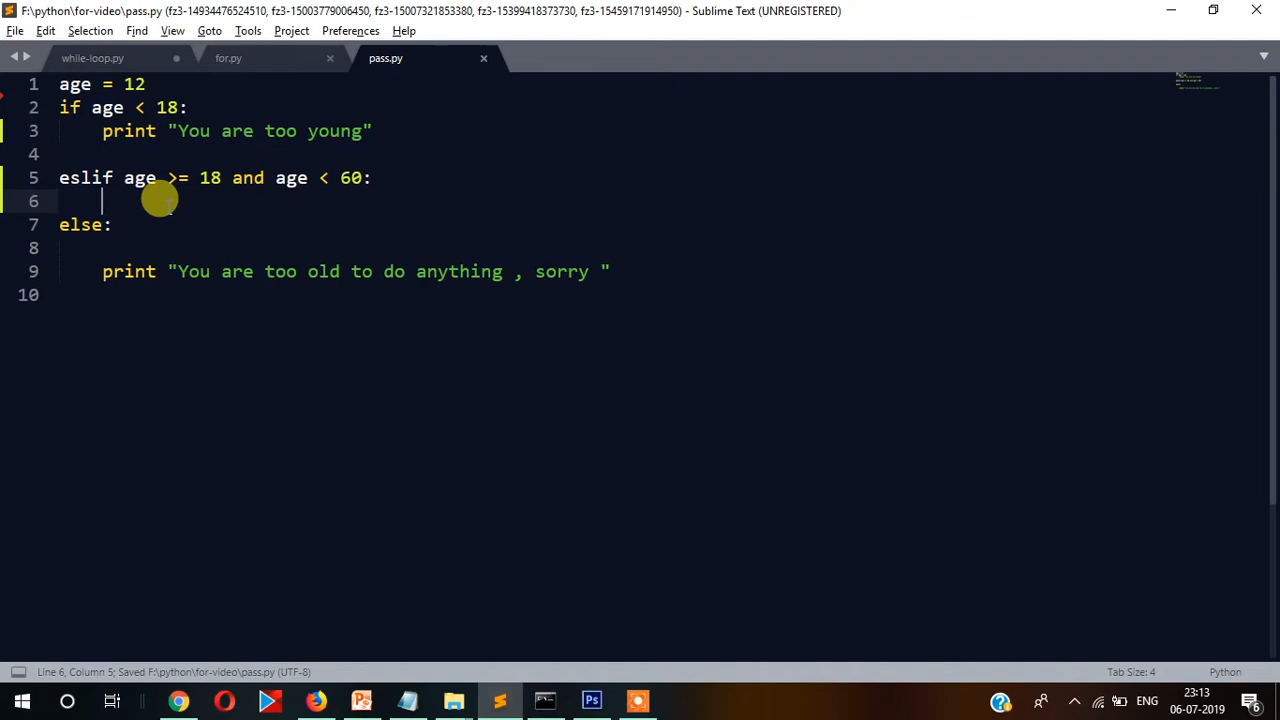 F:\python\for-video\pass.py (fz3-14934476524510, fz3-15003779006450, fz3-15007321853380, fz3-15399418373730, fz3-15459171914950) - Sublime Text (UNREGISTERED)
File Edit Selection Find View Goto Tools Project Preferences Help
while-loop.py for.py pass.py
1 age = 12
2 if age < 18:
3 print "You are too young"
4
5 eslif age >= 18 and age < 60:
6
7 else:
8
9 print "You are too old to do anything , sorry "
10
Line 6, Column 5; Saved F:\python\for-video\pass.py (UTF-8) Tab Size: 4 Python
ENG 23:13
06-07-2019 6